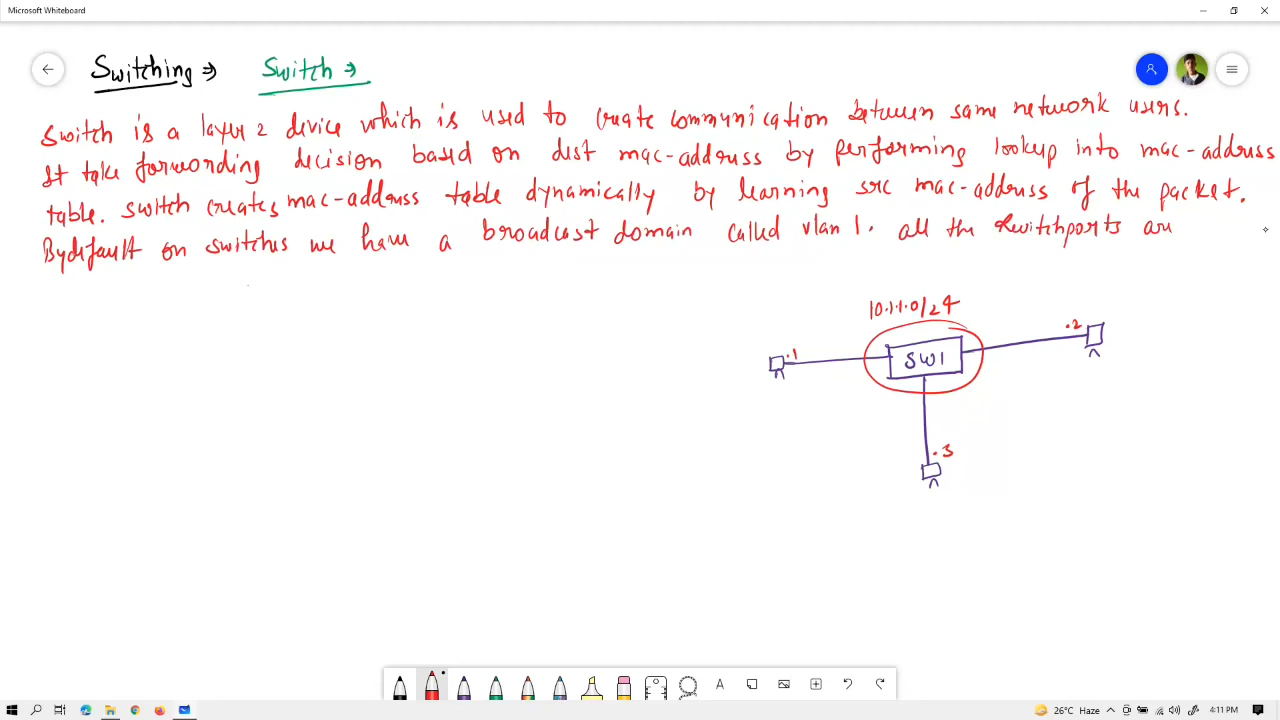 Microsoft Whiteboard
Switching → Switch →
Switch is a layer 2 device which is used to create communication between same network users.
It take forwarding decision based on dist mac-address by performing lookup into mac-address
table. Switch creates mac-address table dynamically by learning src mac-address of the packet.
Bydefault on switches we have a broadcast domain called vlan 1. all the switchports are
10.1.1.0/24
.1
SW1
.2
.3
26°C Haze
4:11 PM